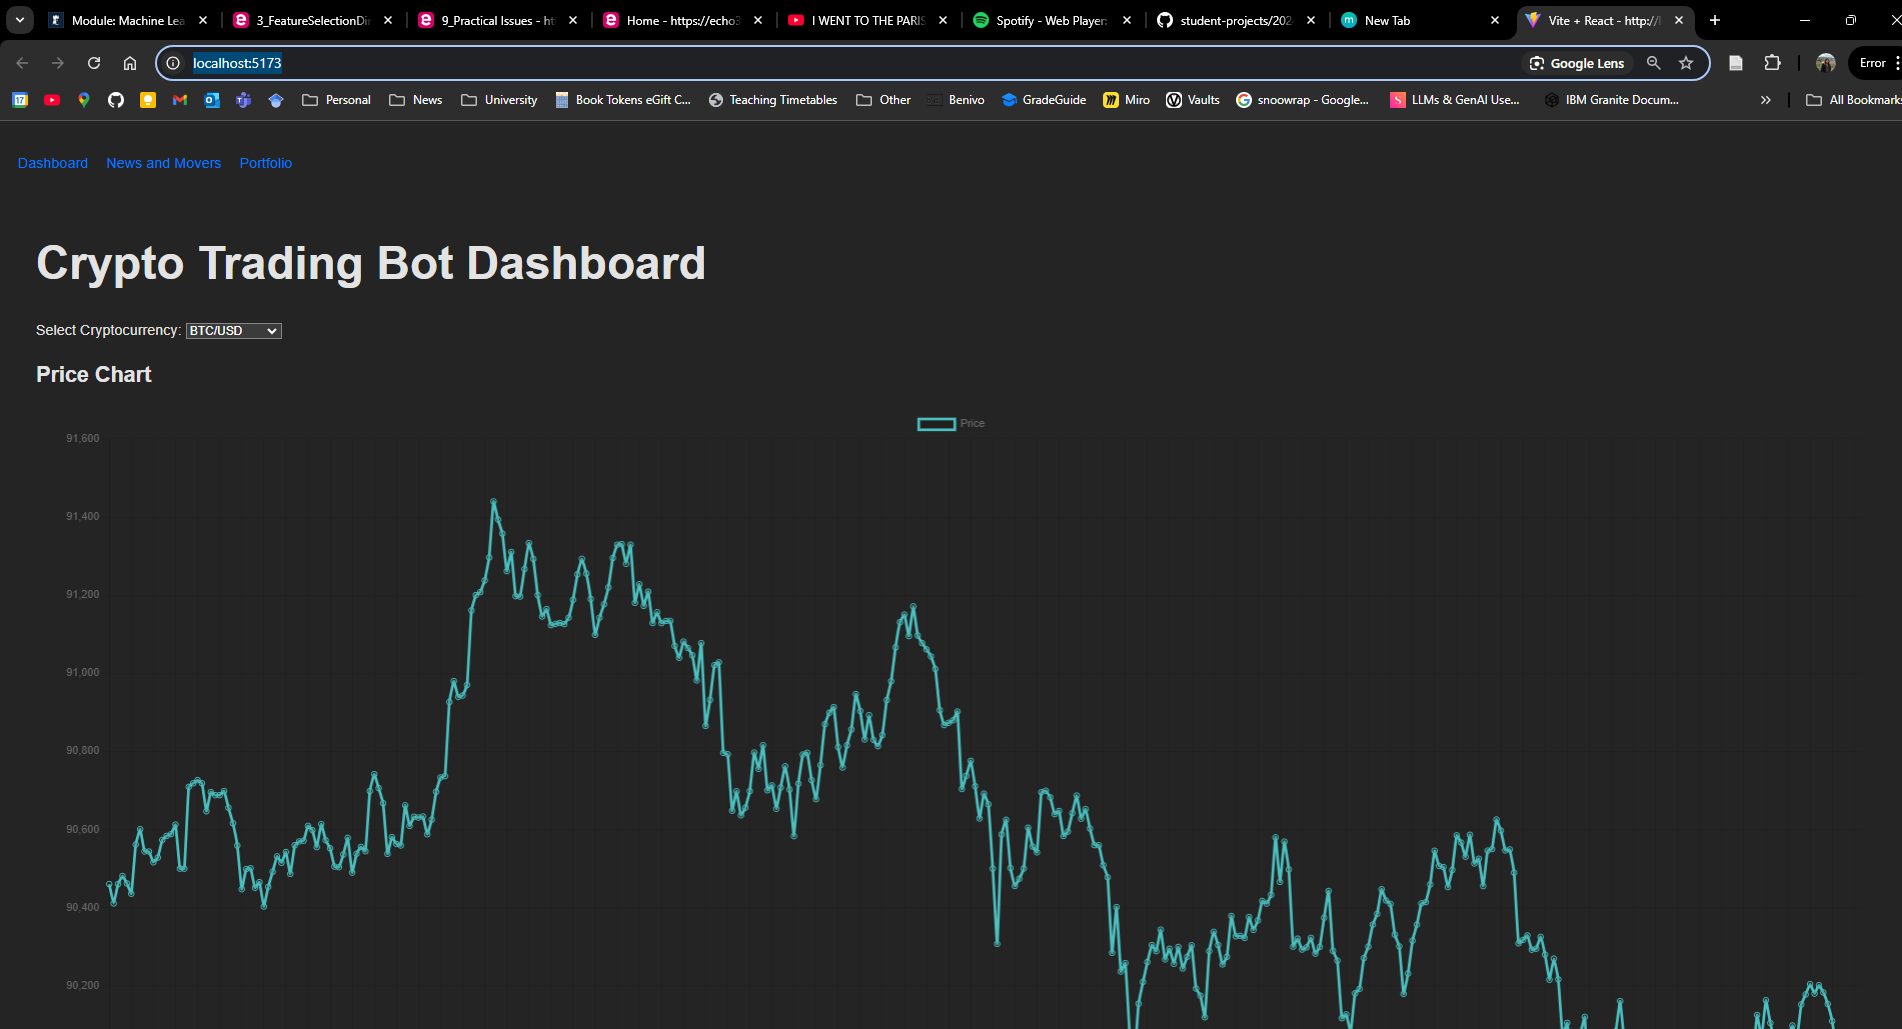 Module: Machine Lea
3_FeatureSelectionDir
9_Practical Issues - ht
Home - https://echo3
I WENT TO THE PARIS
Spotify - Web Player:
student-projects/202
New Tab
Vite + React - http://l
localhost:5173
Google Lens
Error
17
Personal
News
University
Book Tokens eGift C...
Teaching Timetables
Other
Benivo
GradeGuide
Miro
Vaults
snoowrap - Google...
LLMs & GenAI Use...
IBM Granite Docum...
All Bookmarks
Dashboard News and Movers Portfolio
Crypto Trading Bot Dashboard
Select Cryptocurrency: BTC/USD
Price Chart
Price
91,600
91,400
91,200
91,000
90,800
90,600
90,400
90,200